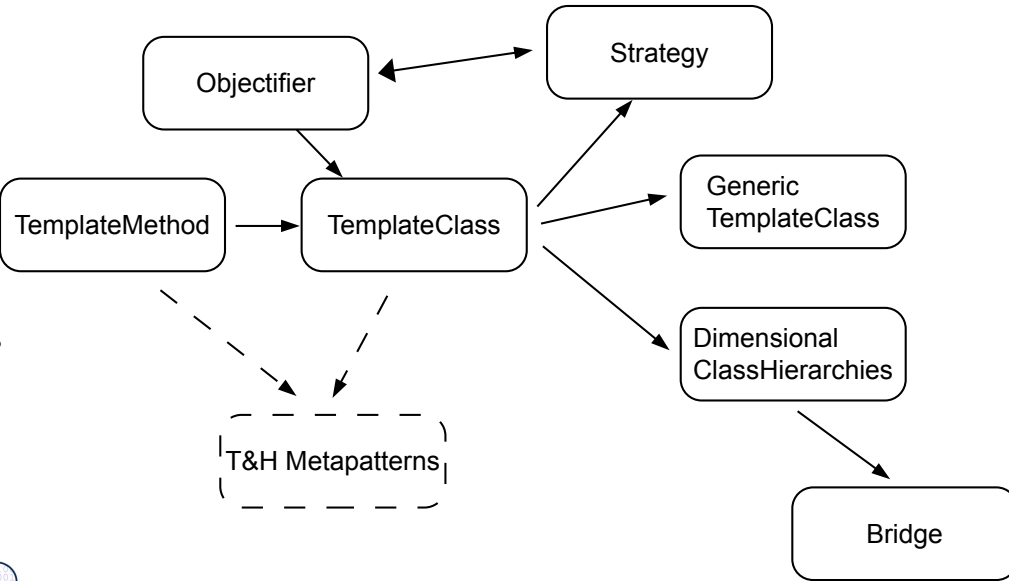 Strategy
Objectifier
Generic
TemplateClass
TemplateMethod
TemplateClass
Dimensional
ClassHierarchies
T&H Metapatterns
Bridge